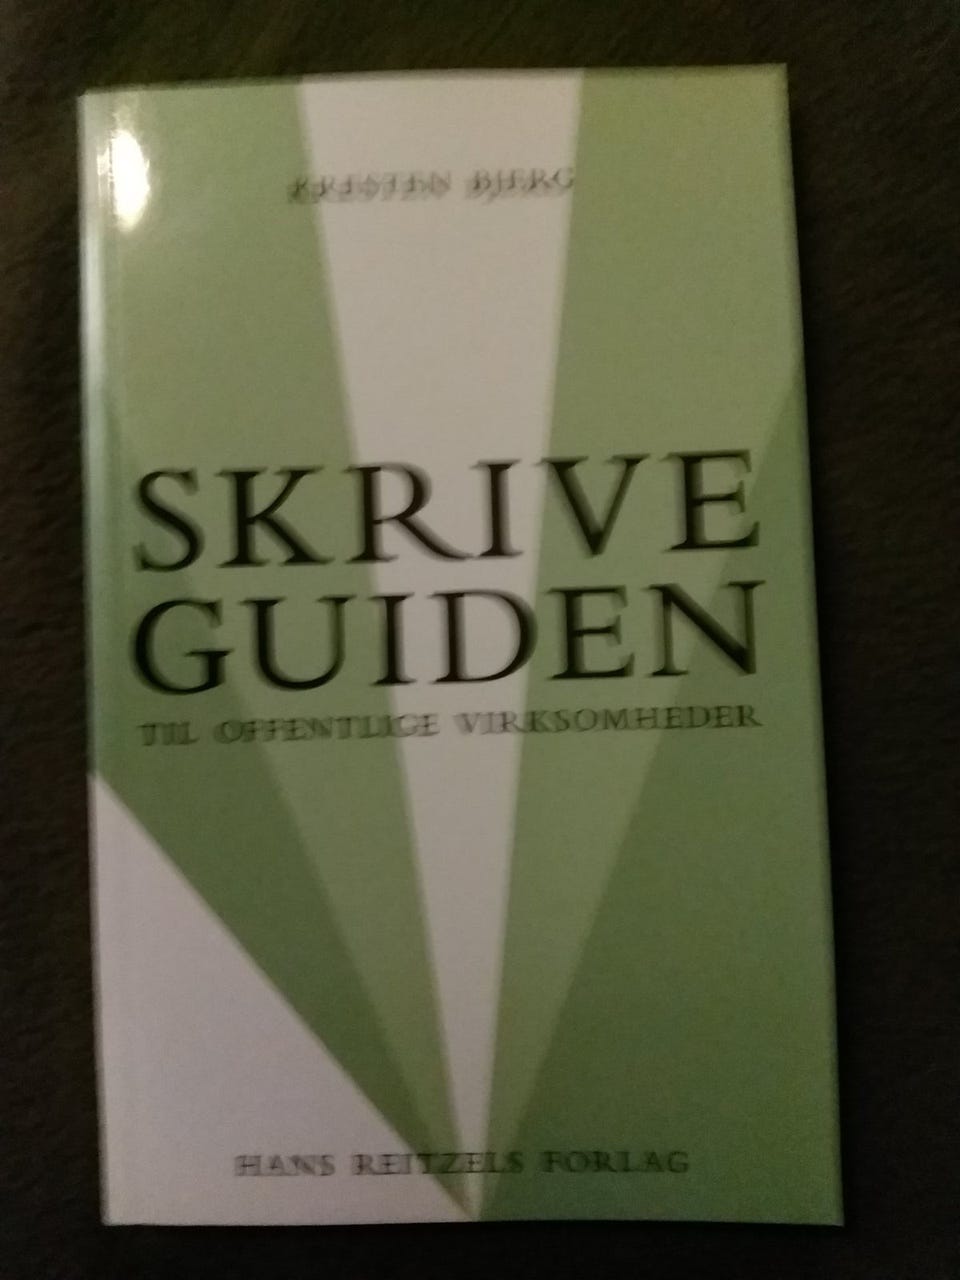 KRESTEN BJERG
SKRIVE
GUIDEN
TIL OFFENTLIGE VIRKSOMHEDER
HANS REITZELS FORLAG